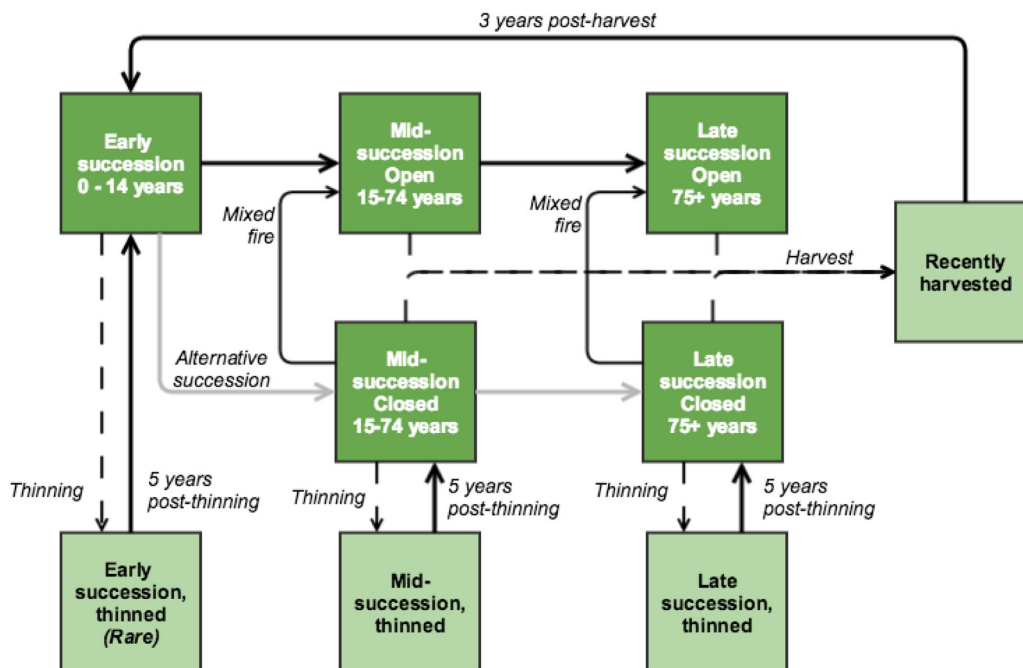 3 years post-harvest
Early
succession
0 - 14 years
Mid-
succession
Open
15-74 years
Late
succession
Open
75+ years
Mixed
fire
Mixed
fire
Harvest
Recently
harvested
Alternative
succession
Mid-
succession
Closed
15-74 years
Late
succession
Closed
75+ years
Thinning
5 years
post-thinning
Thinning
5 years
post-thinning
Thinning
5 years
post-thinning
Early
succession,
thinned
(Rare)
Mid-
succession,
thinned
Late
succession,
thinned